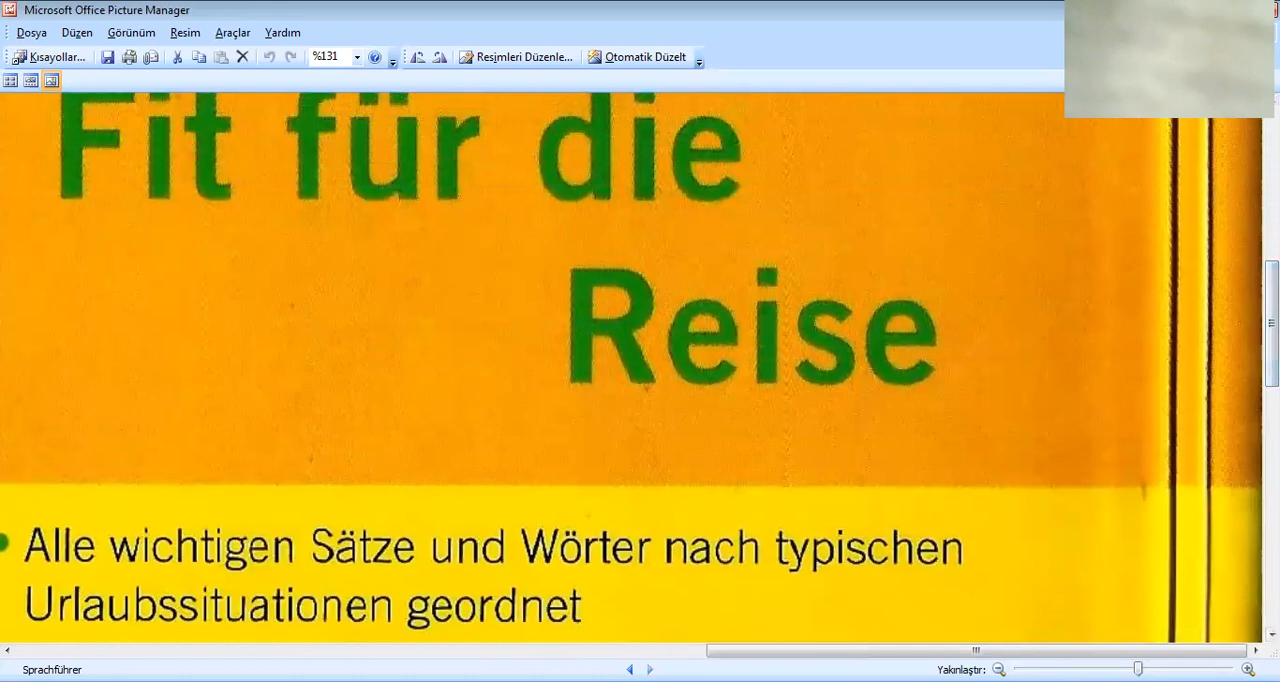 Microsoft Office Picture Manager
Dosya Düzen Görünüm Resim Araçlar Yardım
Kısayollar... %131 Resimleri Düzenle... Otomatik Düzelt
Fit für die
Reise
• Alle wichtigen Sätze und Wörter nach typischen
Urlaubssituationen geordnet
Sprachführer Yakınlaştır: